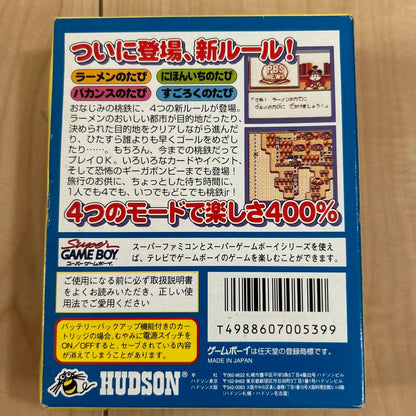 ついに登場、新ルール!
ラーメンのたび
にほんいちのたび
バカンスのたび
すごろくのたび
おなじみの桃鉄に、4つの新ルールが登場。
ラーメンのおいしい都市が目的地だったり、
決められた目的地をクリアしながら進んだ
り、ひたすら誰よりも早くゴールをめざし
たり……。もちろん、今までの桃鉄だって
プレイOK。いろいろなカードやイベント、
そして恐怖のギーガボンビーまでも登場!
旅行のお供に、ちょっとした待ち時間に、
1人でも4でも、いつでもどこでも桃鉄jr!
4つのモードで楽しさ400%
Super
GAME BOY
スーパーゲームボーイ
スーパーファミコンとスーパーゲームボーイシリーズを使え
ば、テレビでゲームボーイのゲームを楽しむことができます。
ご使用になる前に必ず取扱説明書
をよくお読みいただき、正しい使
用法でご愛用ください。
バッテリーバックアップ機能付きのカー
トリッジの場合、むやみに電源スイッチを
ON/OFFすると、セーブされている内容
が消えてしまうことがあります。
T4988607005399
ゲームボーイは任天堂の登録商標です。
MADE IN JAPAN
HUDSON